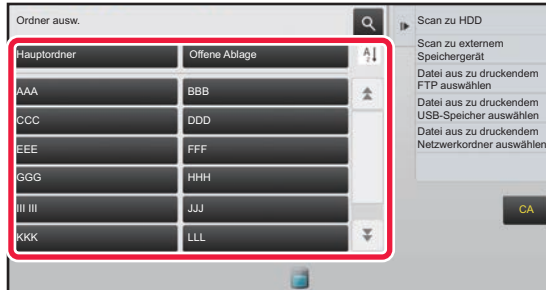 Ordner ausw.
Hauptordner
Offene Ablage
AAA
BBB
CCC
DDD
EEE
FFF
GGG
HHH
III III
JJJ
KKK
LLL
Scan zu HDD
Scan zu externem
Speichergerät
Datei aus zu druckendem
FTP auswählen
Datei aus zu druckendem
USB-Speicher auswählen
Datei aus zu druckendem
Netzwerkordner auswählen
CA